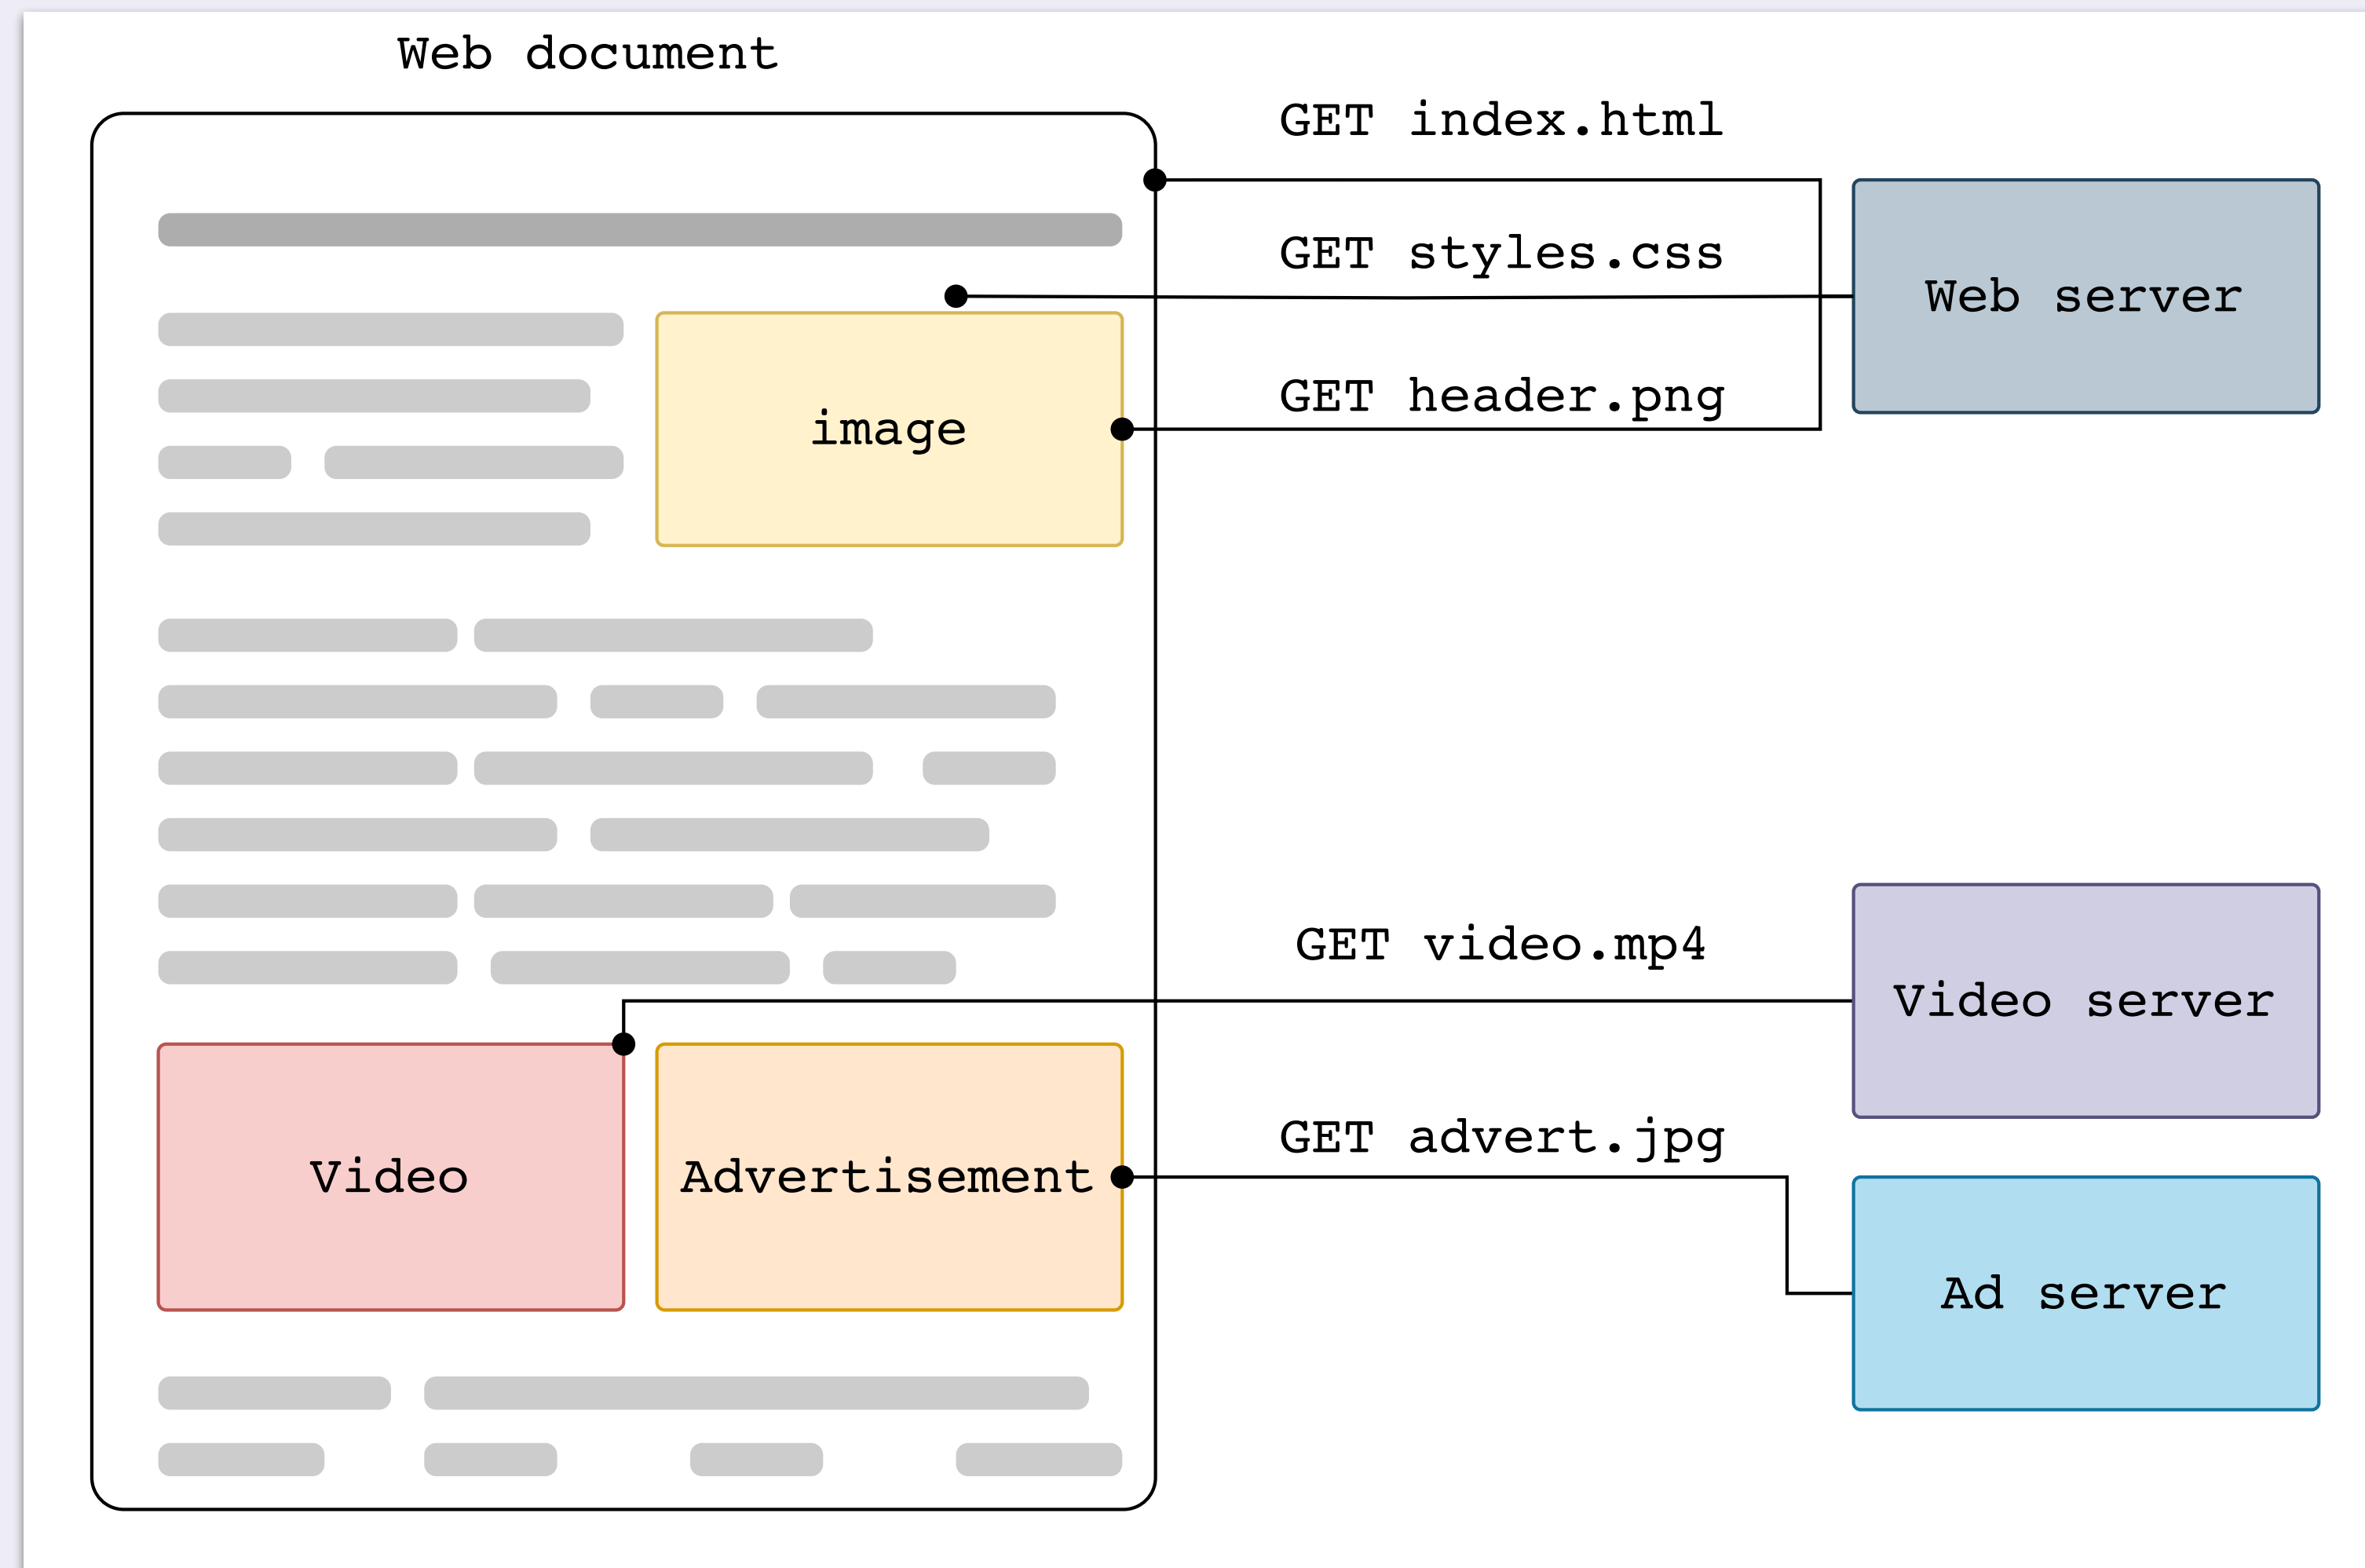 Web document
GET index.html
GET styles.css
Web server
GET header.png
image
GET video.mp4
Video server
GET advert.jpg
Video
Advertisement
Ad server